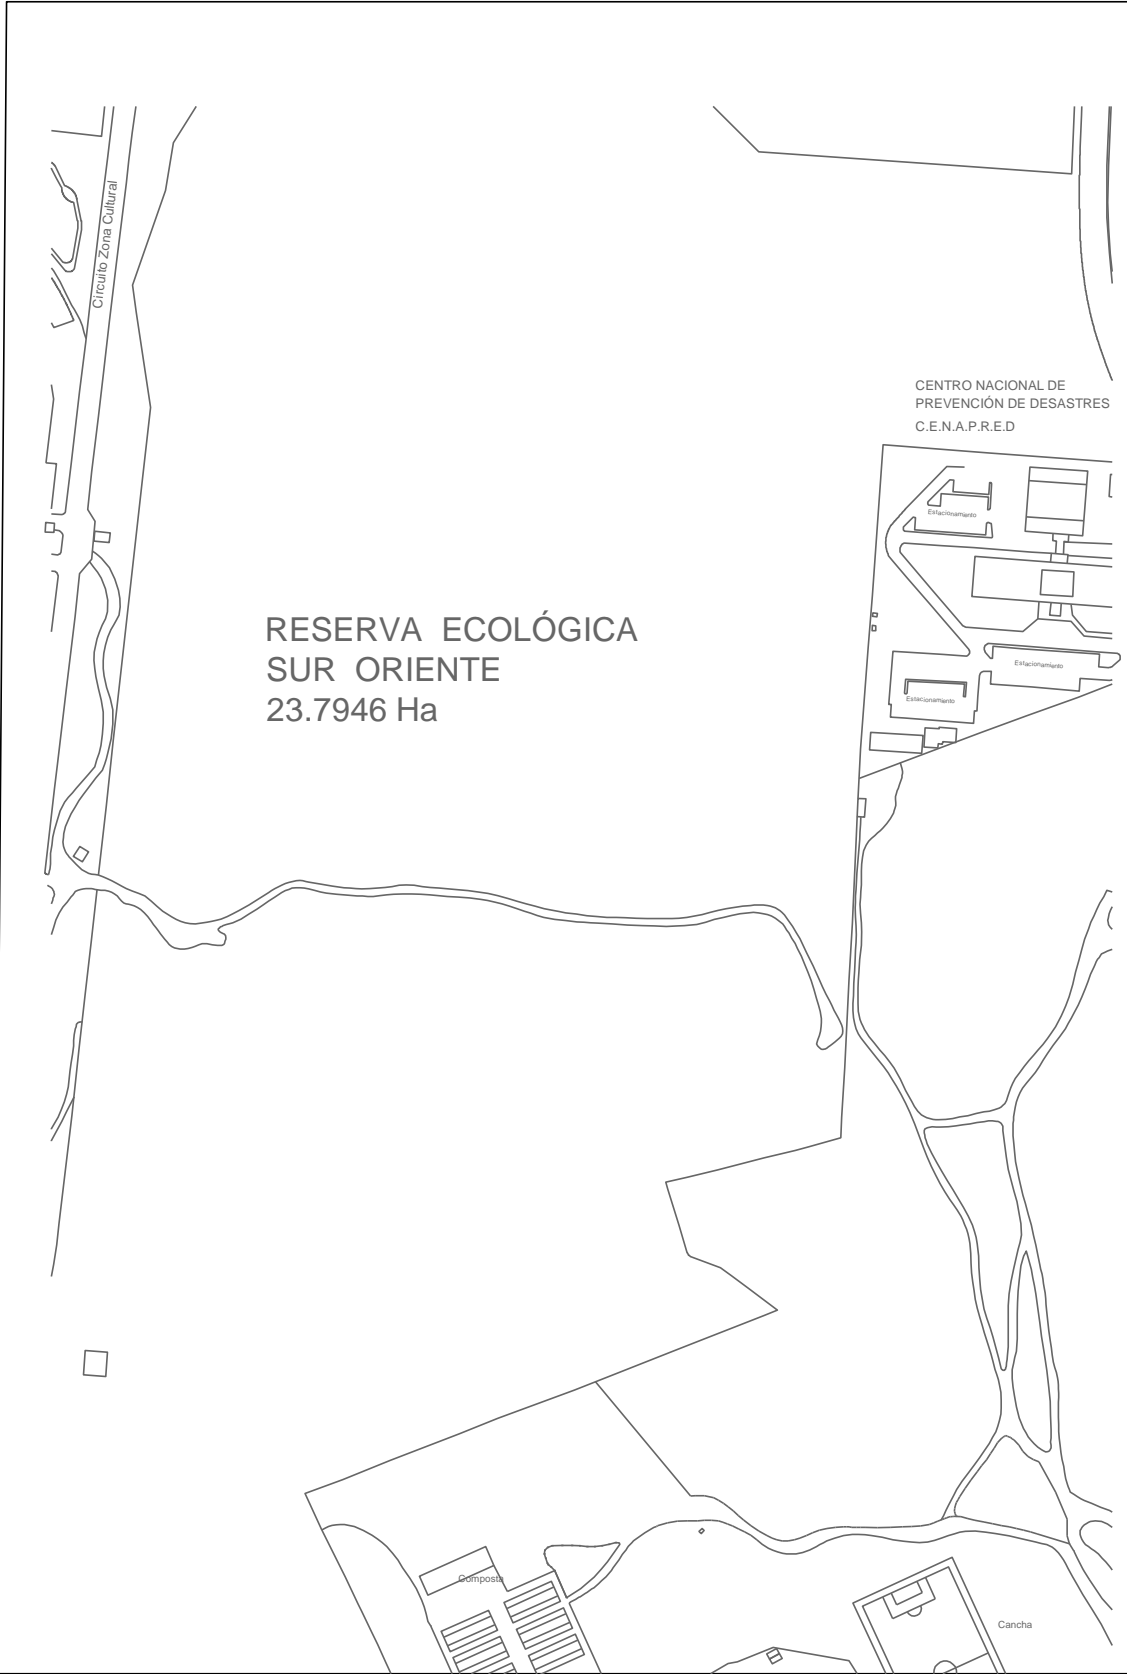 Circuito Zona Cultural
CENTRO NACIONAL DE
PREVENCIÓN DE DESASTRES
C.E.N.A.P.R.E.D
Estacionamiento
RESERVA ECOLÓGICA
SUR ORIENTE
23.7946 Ha
Estacionamiento
Estacionamiento
Composta
Cancha